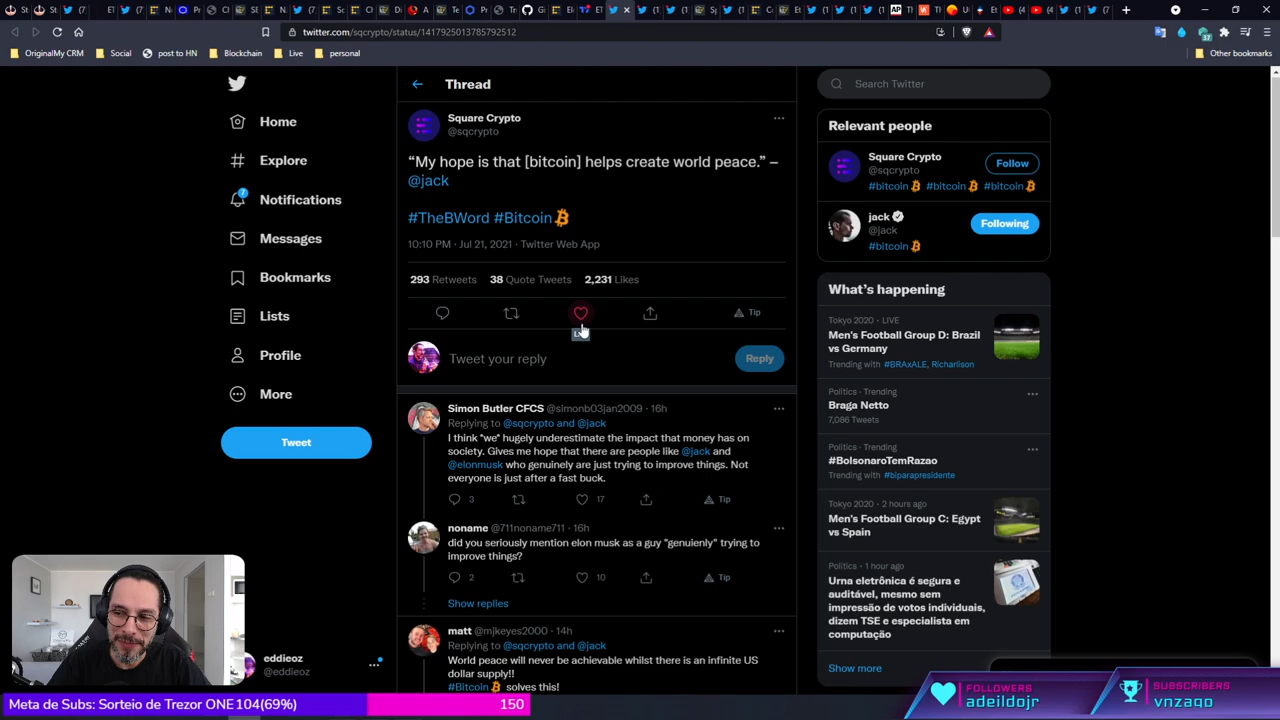 twitter.com/sqcrypto/status/1417925013785792512
37
OriginalMy CRM
Social
post to HN
Blockchain
Live
personal
Other bookmarks
Home
Explore
7
Notifications
Messages
Bookmarks
Lists
Profile
More
Tweet
Thread
Square Crypto
@sqcrypto
“My hope is that [bitcoin] helps create world peace.” –
@jack
#TheBWord #Bitcoin
10:10 PM · Jul 21, 2021 · Twitter Web App
293 Retweets 38 Quote Tweets 2,231 Likes
Tip
Tweet your reply
Reply
Simon Butler CFCS @simonb03jan2009 · 16h
Replying to @sqcrypto and @jack
I think "we" hugely underestimate the impact that money has on
society. Gives me hope that there are people like @jack and
@elonmusk who genuinely are just trying to improve things. Not
everyone is just after a fast buck.
3 17 Tip
noname @711noname711 · 16h
did you seriously mention elon musk as a guy "genuienly" trying to
improve things?
2 10 Tip
Show replies
matt @mjkeyes2000 · 14h
Replying to @sqcrypto and @jack
World peace will never be achievable whilst there is an infinite US
dollar supply!!
#Bitcoin solves this!
Search Twitter
Relevant people
Square Crypto
@sqcrypto
Follow
#bitcoin #bitcoin #bitcoin
jack
@jack
Following
#bitcoin
What's happening
Tokyo 2020 · LIVE
Men's Football Group D: Brazil
vs Germany
Trending with #BRAxALE, Richarlison
Politics · Trending
Braga Netto
7,086 Tweets
Politics · Trending
#BolsonaroTemRazao
Trending with #biparapresidente
Tokyo 2020 · 2 hours ago
Men's Football Group C: Egypt
vs Spain
Politics · 1 hour ago
Urna eletrônica é segura e
auditável, mesmo sem
impressão de votos individuais,
dizem TSE e especialista em
computação
Show more
eddieoz
@eddieoz
Meta de Subs: Sorteio de Trezor ONE 104(69%)
150
FOLLOWERS
adeildojr
SUBSCRIBERS
vnzago